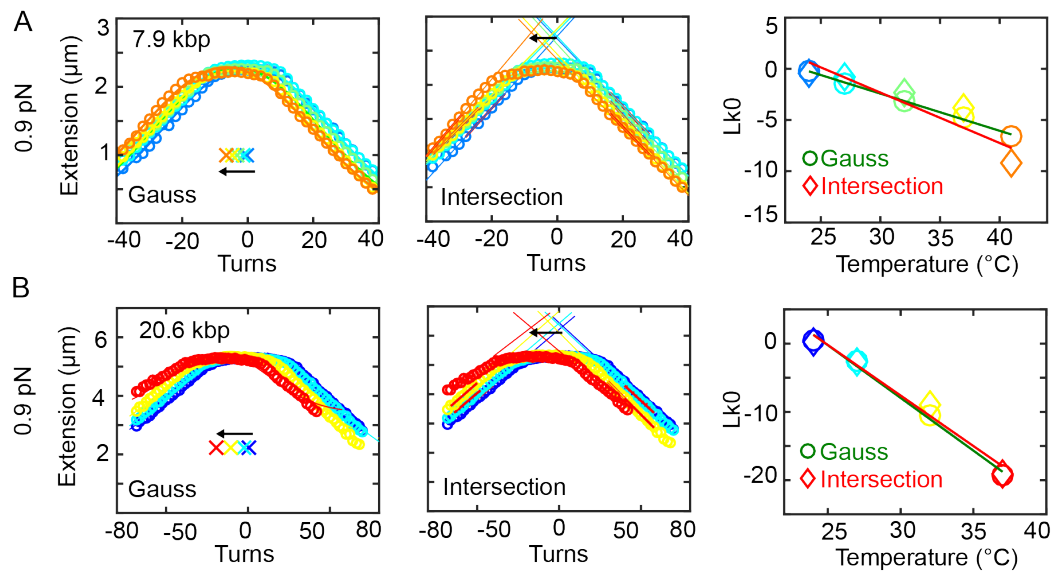 A
0.9 pN
Extension (μm)
3
2
1
7.9 kbp
Gauss
-40
-20
0
20
40
Turns
Intersection
-40
-20
0
20
40
Turns
Lk0
0
-5
-10
-15
Gauss
Intersection
25
30
35
40
Temperature (°C)
B
0.9 pN
Extension (μm)
6
4
2
20.6 kbp
Gauss
-80
-50
0
50
80
Turns
Intersection
-80
-50
0
50
80
Turns
Lk0
0
-10
-20
Gauss
Intersection
25
30
35
40
Temperature (°C)